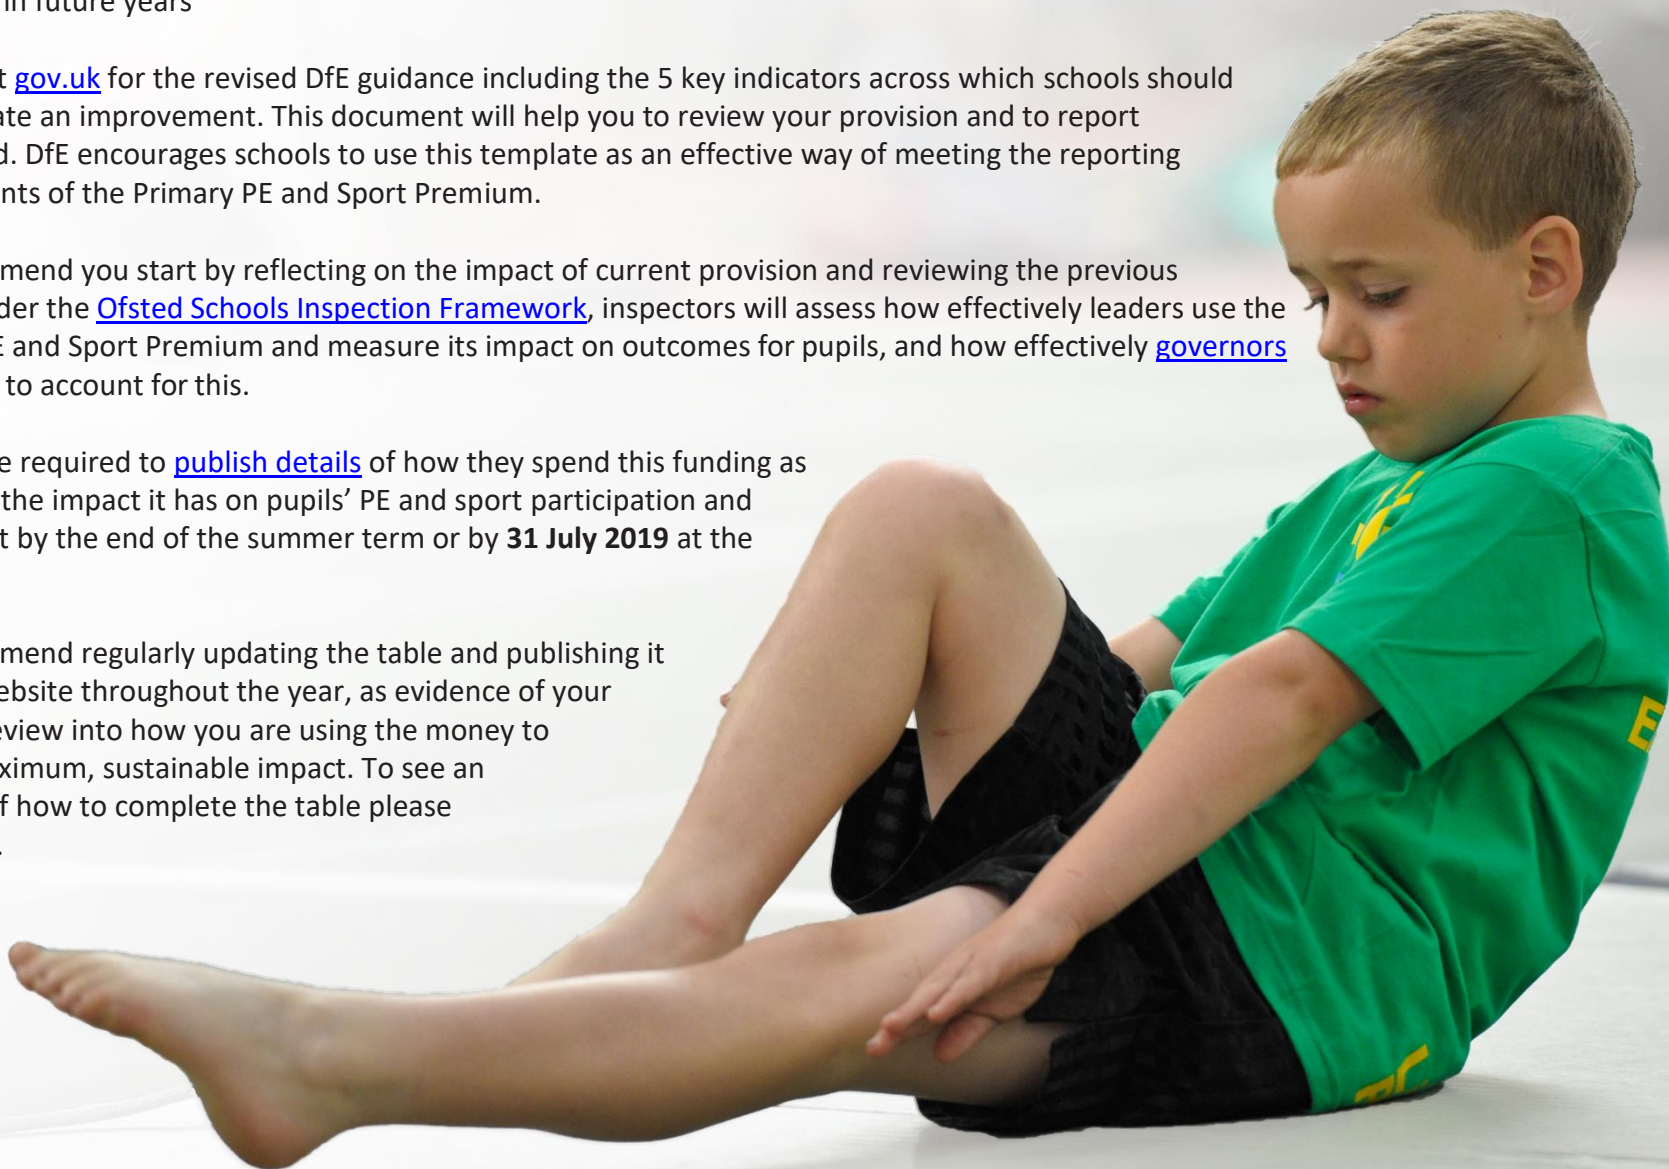 in future years
t gov.uk for the revised DfE guidance including the 5 key indicators across which schools should
ate an improvement. This document will help you to review your provision and to report
d. DfE encourages schools to use this template as an effective way of meeting the reporting
nts of the Primary PE and Sport Premium.
mend you start by reflecting on the impact of current provision and reviewing the previous
der the Ofsted Schools Inspection Framework, inspectors will assess how effectively leaders use the
E and Sport Premium and measure its impact on outcomes for pupils, and how effectively governors
to account for this.
e required to publish details of how they spend this funding as
the impact it has on pupils’ PE and sport participation and
t by the end of the summer term or by 31 July 2019 at the
mend regularly updating the table and publishing it
ebsite throughout the year, as evidence of your
eview into how you are using the money to
ximum, sustainable impact. To see an
f how to complete the table please
.
E